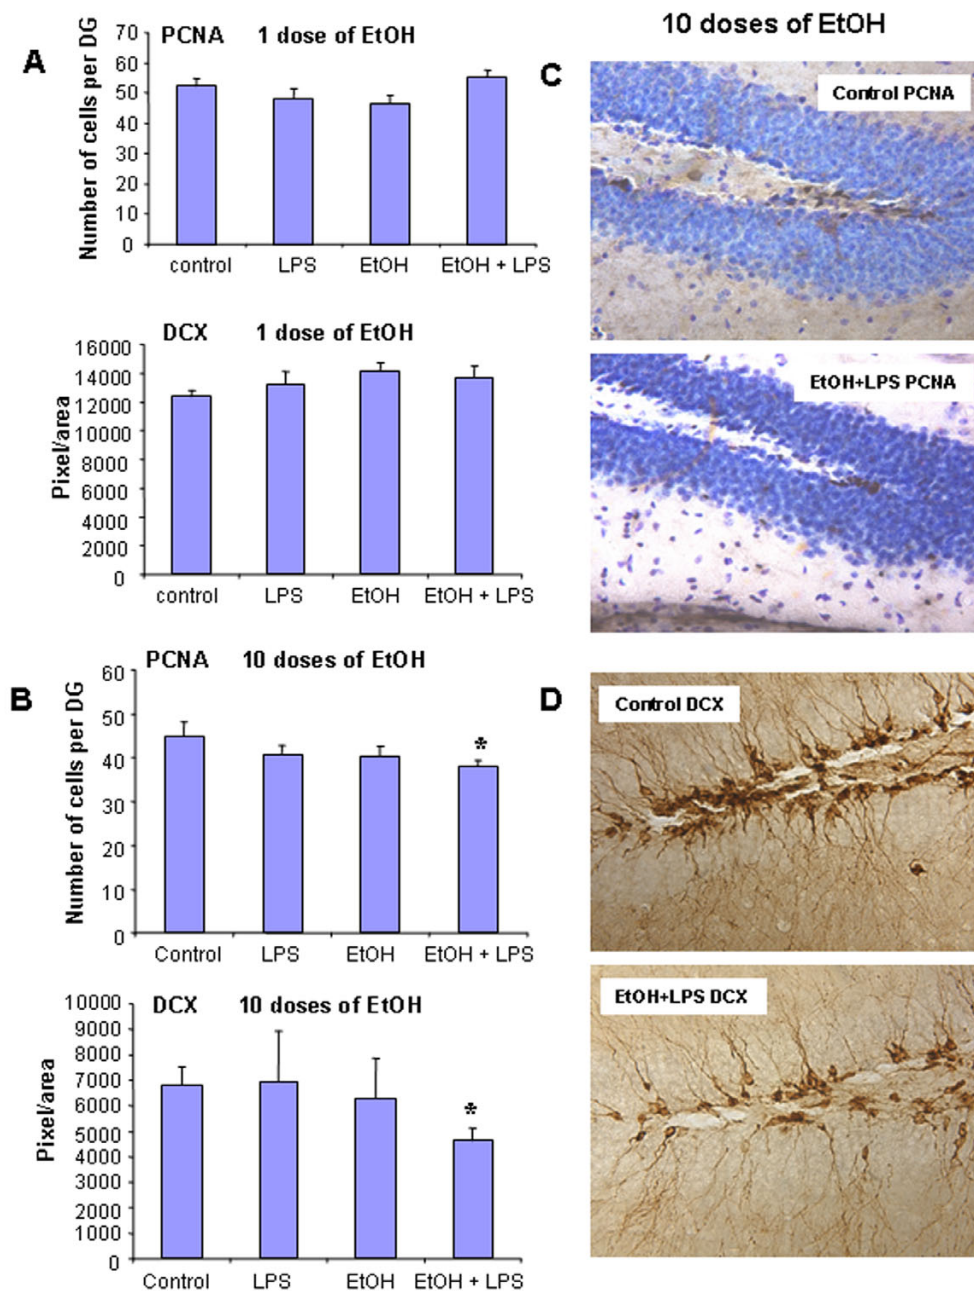 10 doses of EtOH
A
PCNA 1 dose of EtOH
Number of cells per DG
70
60
50
40
30
20
10
0
control LPS EtOH EtOH + LPS
DCX 1 dose of EtOH
Pixel/area
16000
14000
12000
10000
8000
6000
4000
2000
0
control LPS EtOH EtOH + LPS
B
PCNA 10 doses of EtOH
Number of cells per DG
60
50
40
30
20
10
0
*
Control LPS EtOH EtOH + LPS
DCX 10 doses of EtOH
Pixel/area
10000
9000
8000
7000
6000
5000
4000
3000
2000
1000
0
*
Control LPS EtOH EtOH + LPS
C
Control PCNA
EtOH+LPS PCNA
D
Control DCX
EtOH+LPS DCX